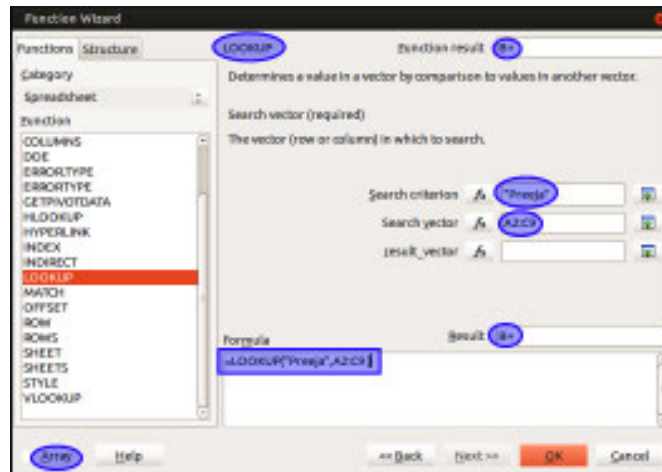 Function Wizard
Functions Structure
LOOKUP
Function result B+
Category
Spreadsheet
Determines a value in a vector by comparison to values in another vector.
Function
Search vector (required)
The vector (row or column) in which to search.
COLUMNS
DDE
ERROR.TYPE
ERRORTYPE
GETPIVOTDATA
HLOOKUP
HYPERLINK
INDEX
INDIRECT
LOOKUP
MATCH
OFFSET
ROW
ROWS
SHEET
SHEETS
STYLE
VLOOKUP
Search criterion fx "Preeja"
Search vector fx A2:C9
result_vector fx
Formula
Result B+
=LOOKUP("Preeja",A2:C9)
Array Help << Back Next >> OK Cancel